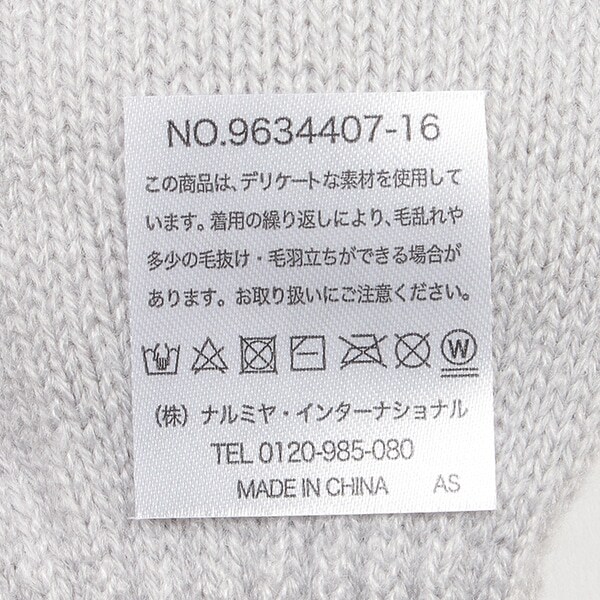 NO.9634407-16
この商品は、デリケートな素材を使用して
います。着用の繰り返しにより、毛乱れや
多少の毛抜け・毛羽立ちができる場合が
あります。お取り扱いにご注意ください。
W
（株）ナルミヤ・インターナショナル
TEL 0120-985-080
MADE IN CHINA AS